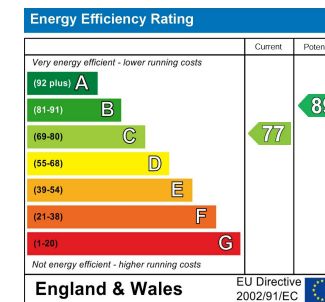 Energy Efficiency Rating
Current
Very energy efficient - lower running costs
(92 plus) A
(81-91) B
(69-80) C
77
(55-68) D
(39-54) E
(21-38) F
(1-20) G
Not energy efficient - higher running costs
England & Wales
EU Directive
2002/91/EC